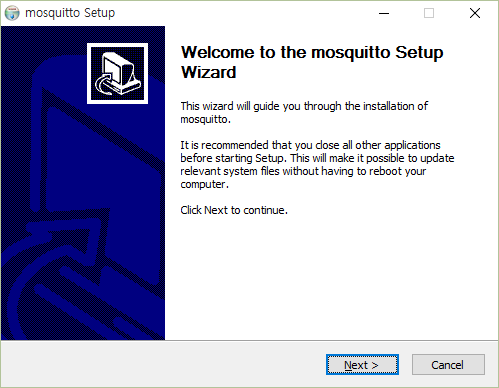 mosquitto Setup
Welcome to the mosquitto Setup
Wizard
This wizard will guide you through the installation of
mosquitto.
It is recommended that you close all other applications
before starting Setup. This will make it possible to update
relevant system files without having to reboot your
computer.
Click Next to continue.
Next >
Cancel